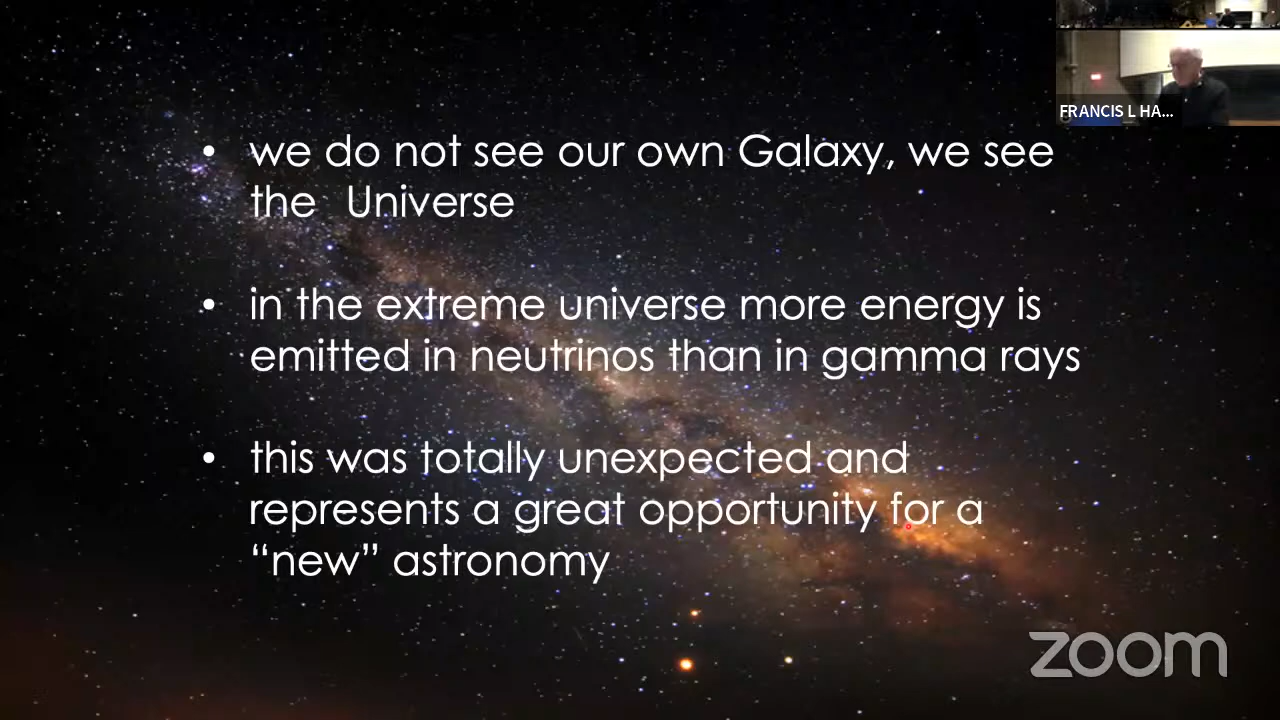 FRANCIS L HA...
• we do not see our own Galaxy, we see
the Universe
• in the extreme universe more energy is
emitted in neutrinos than in gamma rays
• this was totally unexpected and
represents a great opportunity for a
“new” astronomy
zoom